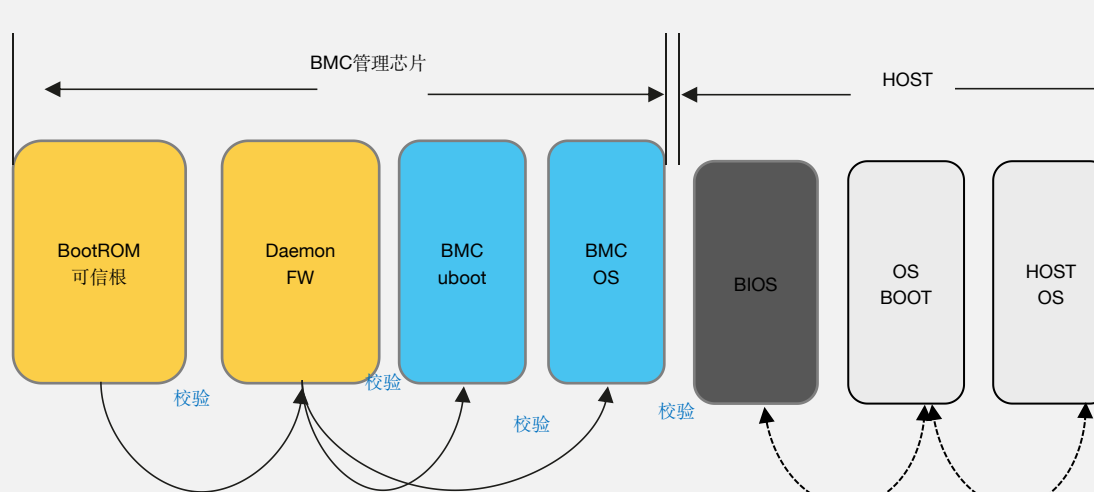 BMC管理芯片
HOST
BootROM
可信根
Daemon
FW
BMC
uboot
BMC
OS
BIOS
OS
BOOT
HOST
OS
校验
校验
校验
校验